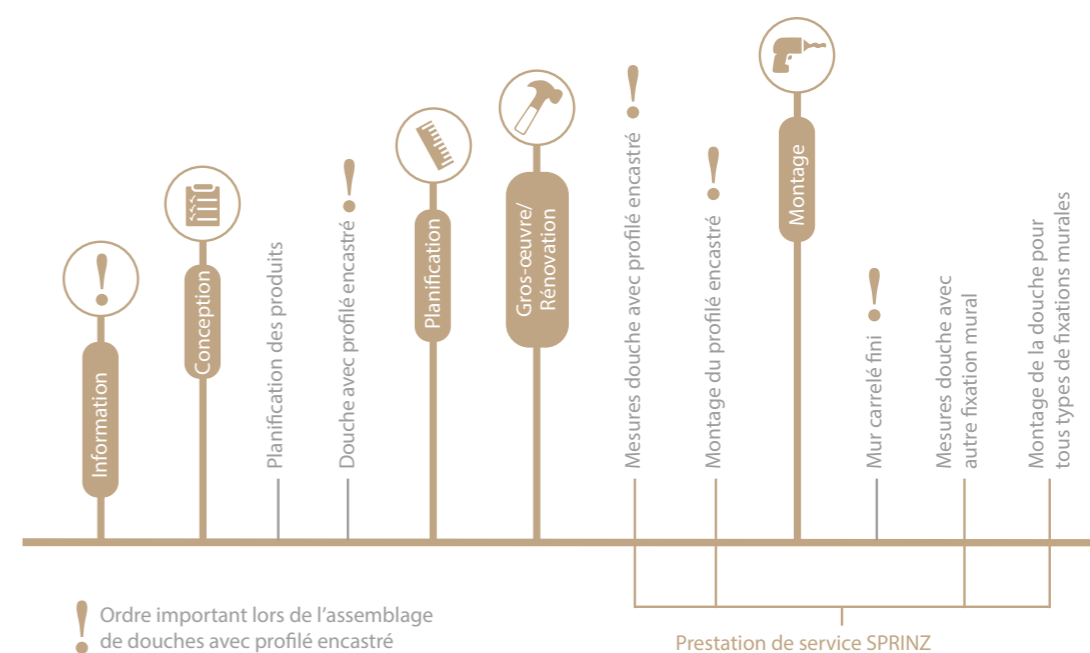 Information
Conception
Planification des produits
Douche avec profilé encastré !
Planification
Gros-œuvre/
Rénovation
Mesures douche avec profilé encastré !
Montage du profilé encastré !
Montage
Mur carrelé fini !
Mesures douche avec
autre fixation mural
Montage de la douche pour
tous types de fixations murales
! Ordre important lors de l’assemblage
de douches avec profilé encastré
Prestation de service SPRINZ